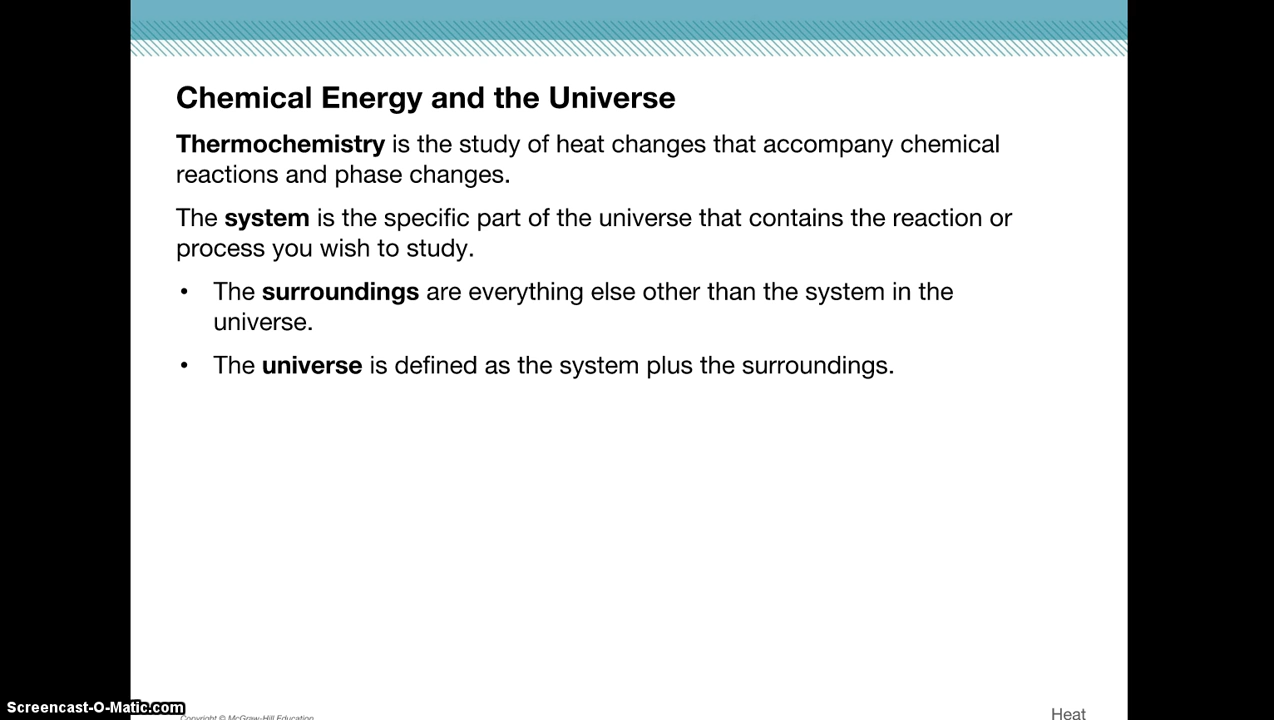 Chemical Energy and the Universe
Thermochemistry is the study of heat changes that accompany chemical
reactions and phase changes.
The system is the specific part of the universe that contains the reaction or
process you wish to study.
• The surroundings are everything else other than the system in the
universe.
• The universe is defined as the system plus the surroundings.
Screencast-O-Matic.com
Copyright © McGraw-Hill Education
Heat